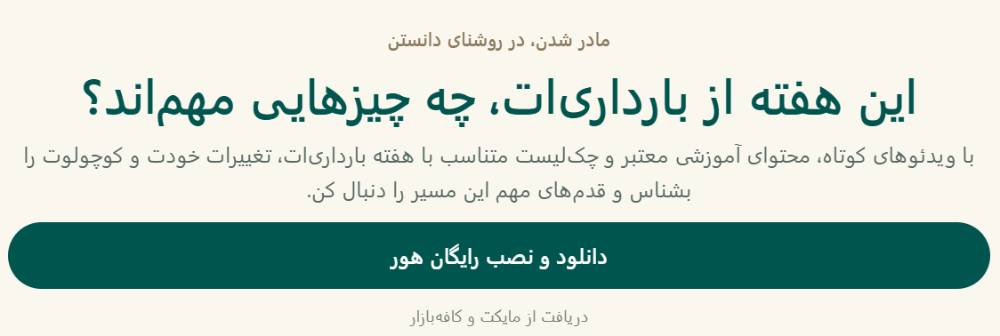 مادر شدن، در روشنای دانستن
این هفته از بارداری‌ات، چه چیزهایی مهم‌اند؟
با ویدئوهای کوتاه، محتوای آموزشی معتبر و چک‌لیست متناسب با هفته بارداری‌ات، تغییرات خودت و کوچولوت را
بشناس و قدم‌های مهم این مسیر را دنبال کن.
دانلود و نصب رایگان هور
دریافت از مایکت و کافه‌بازار